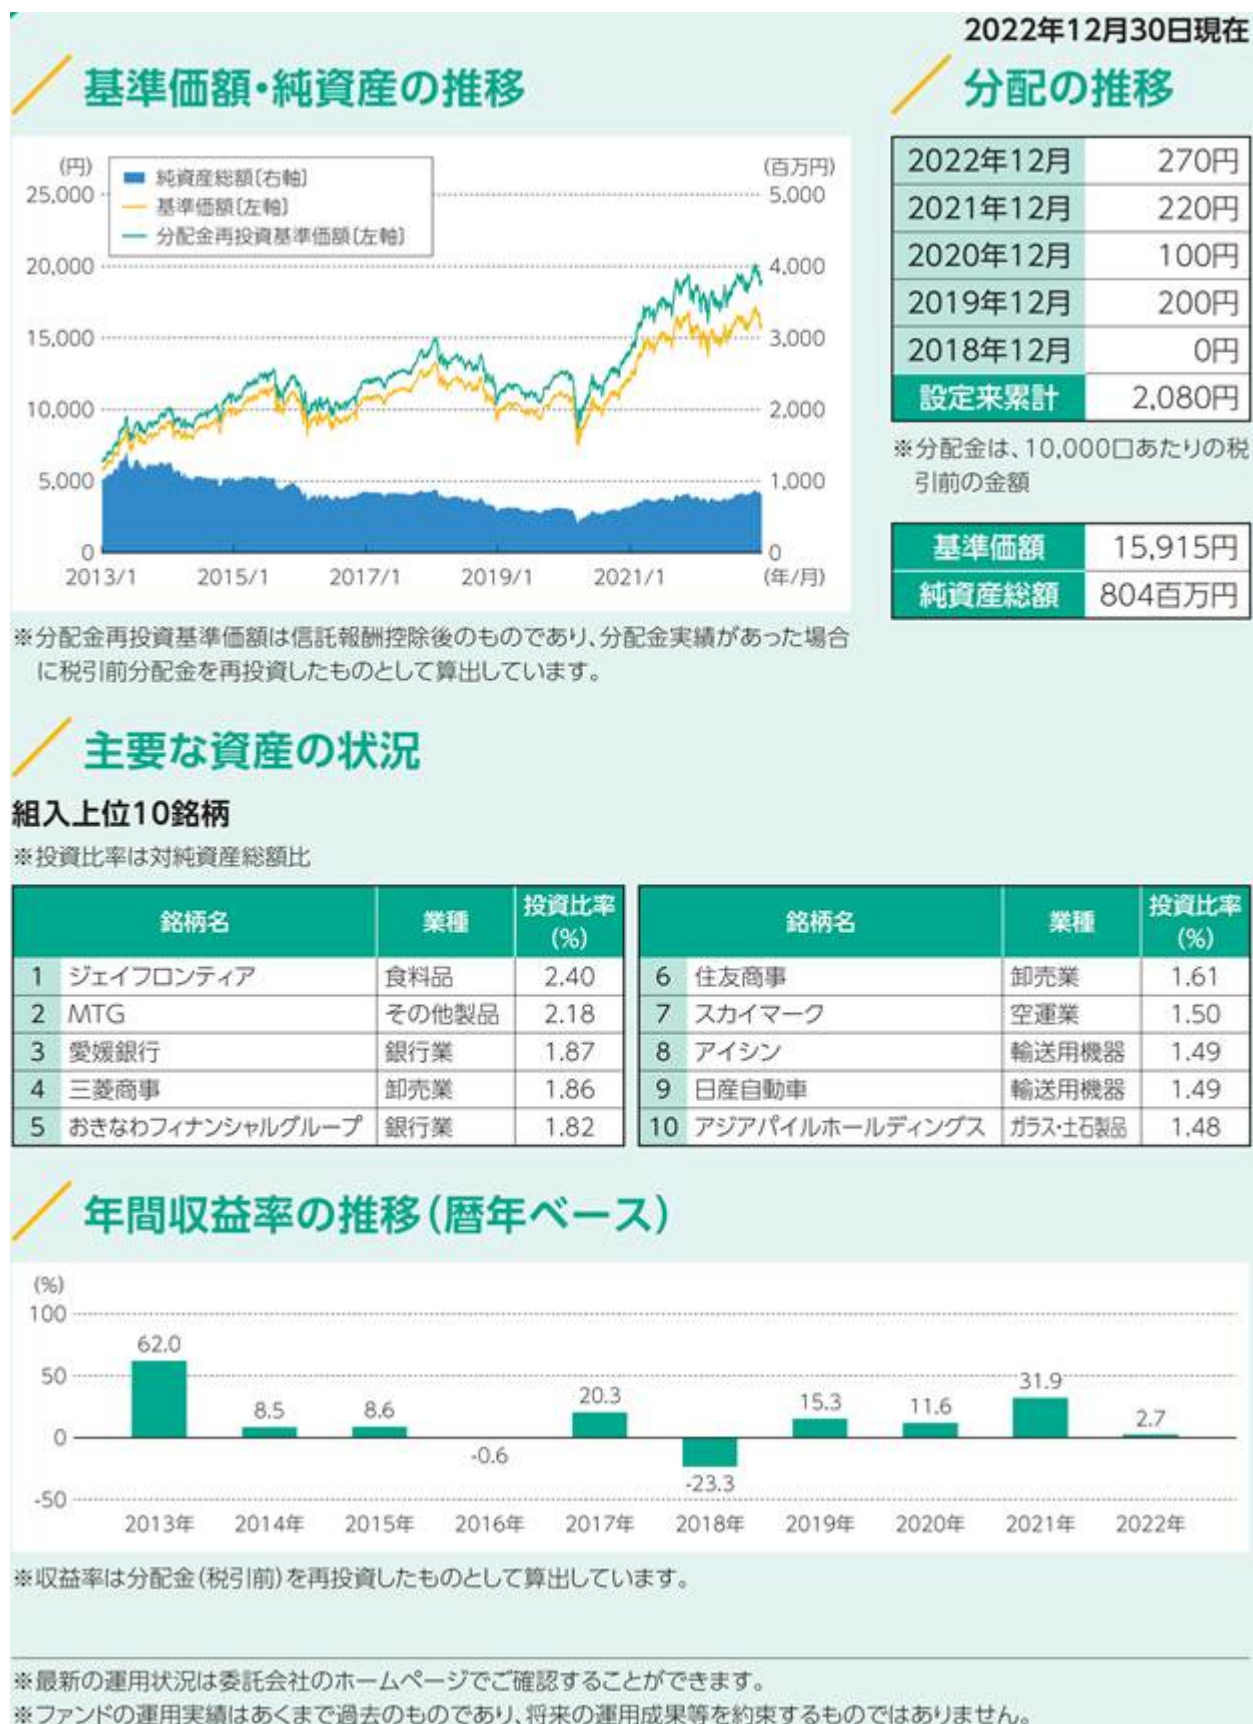 2022年12月30日現在
基準価額・純資産の推移
(円)
(百万円)
純資産総額〔右軸〕
基準価額〔左軸〕
分配金再投資基準価額〔左軸〕
25,000
20,000
15,000
10,000
5,000
0
5,000
4,000
3,000
2,000
1,000
0
2013/1 2015/1 2017/1 2019/1 2021/1 (年/月)
※分配金再投資基準価額は信託報酬控除後のものであり、分配金実績があった場合
に税引前分配金を再投資したものとして算出しています。
分配の推移
2022年12月 270円
2021年12月 220円
2020年12月 100円
2019年12月 200円
2018年12月 0円
設定来累計 2,080円
※分配金は、10,000口あたりの税
引前の金額
基準価額 15,915円
純資産総額 804百万円
主要な資産の状況
組入上位10銘柄
※投資比率は対純資産総額比
銘柄名 業種 投資比率
(%)
1 ジェイフロンティア 食料品 2.40
2 MTG その他製品 2.18
3 愛媛銀行 銀行業 1.87
4 三菱商事 卸売業 1.86
5 おきなわフィナンシャルグループ 銀行業 1.82
銘柄名 業種 投資比率
(%)
6 住友商事 卸売業 1.61
7 スカイマーク 空運業 1.50
8 アイシン 輸送用機器 1.49
9 日産自動車 輸送用機器 1.49
10 アジアパイルホールディングス ガラス・土石製品 1.48
年間収益率の推移(暦年ベース)
(%)
100
50
0
-50
62.0
8.5
8.6
-0.6
20.3
-23.3
15.3
11.6
31.9
2.7
2013年 2014年 2015年 2016年 2017年 2018年 2019年 2020年 2021年 2022年
※収益率は分配金(税引前)を再投資したものとして算出しています。
※最新の運用状況は委託会社のホームページでご確認することができます。
※ファンドの運用実績はあくまで過去のものであり、将来の運用成果等を約束するものではありません。